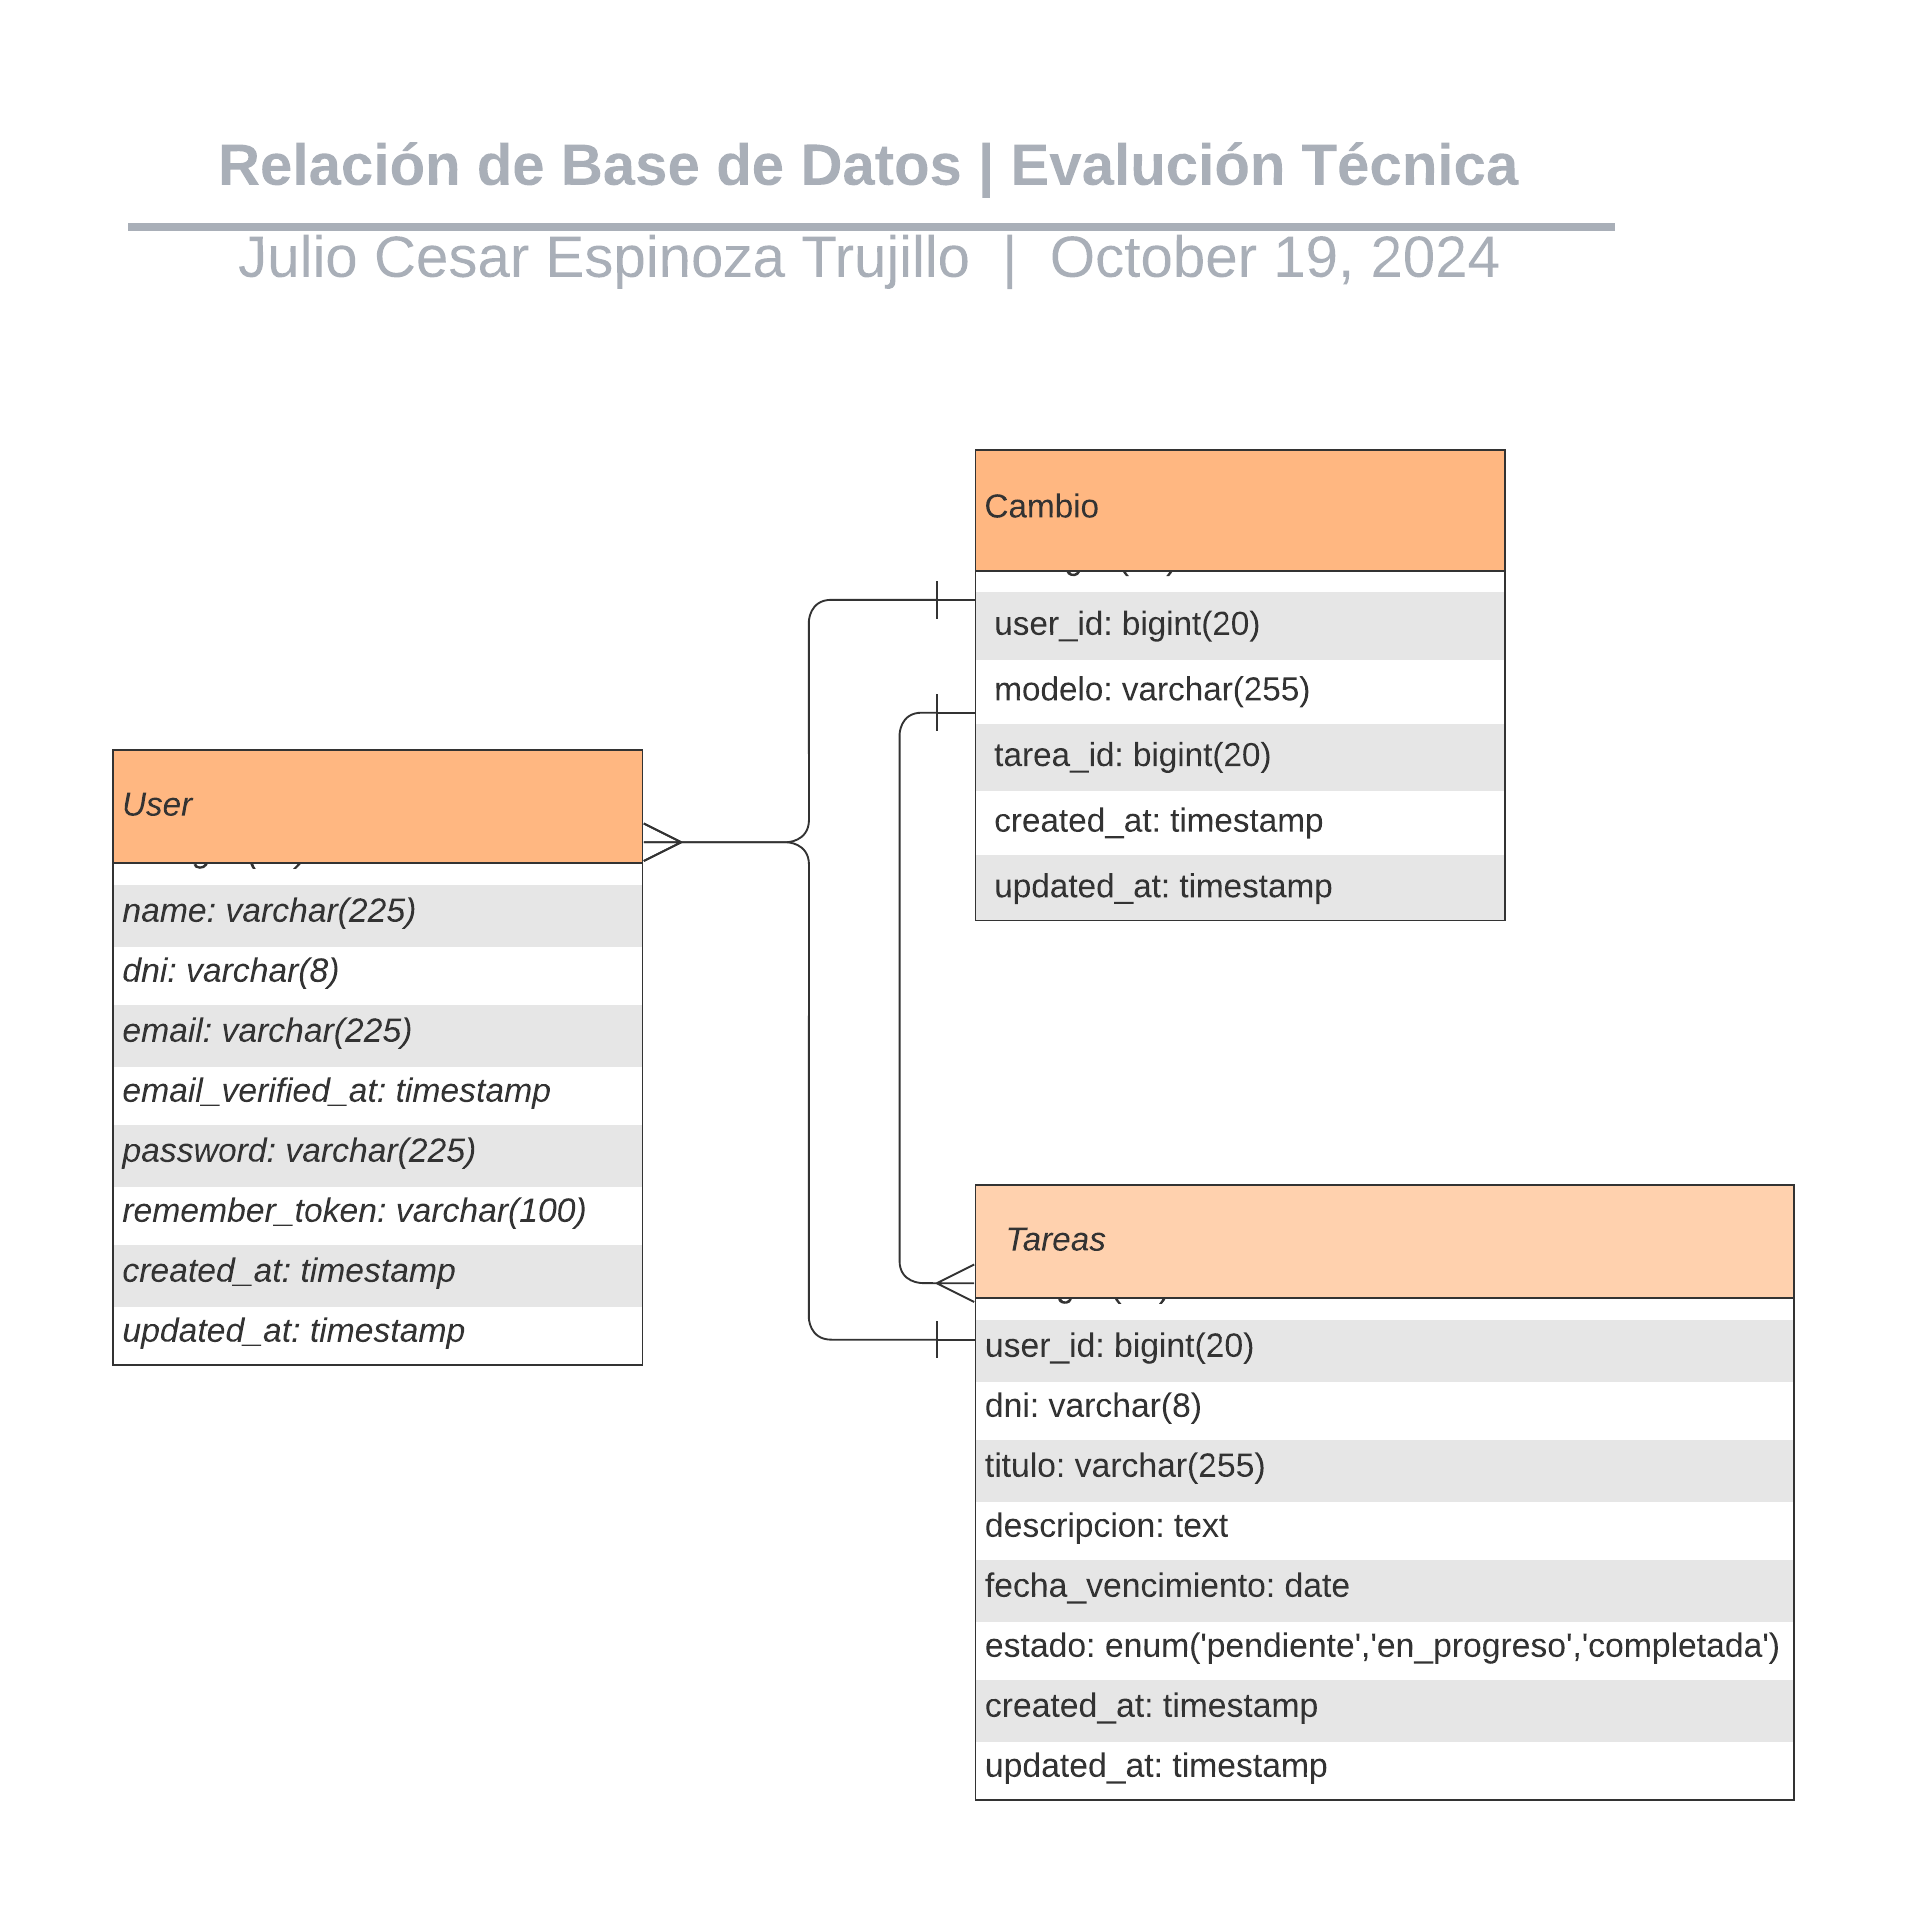 Relación de Base de Datos | Evalución Técnica
Julio Cesar Espinoza Trujillo | October 19, 2024
Cambio
user_id: bigint(20)
modelo: varchar(255)
tarea_id: bigint(20)
created_at: timestamp
updated_at: timestamp
User
name: varchar(225)
dni: varchar(8)
email: varchar(225)
email_verified_at: timestamp
password: varchar(225)
remember_token: varchar(100)
created_at: timestamp
updated_at: timestamp
Tareas
user_id: bigint(20)
dni: varchar(8)
titulo: varchar(255)
descripcion: text
fecha_vencimiento: date
estado: enum('pendiente','en_progreso','completada')
created_at: timestamp
updated_at: timestamp